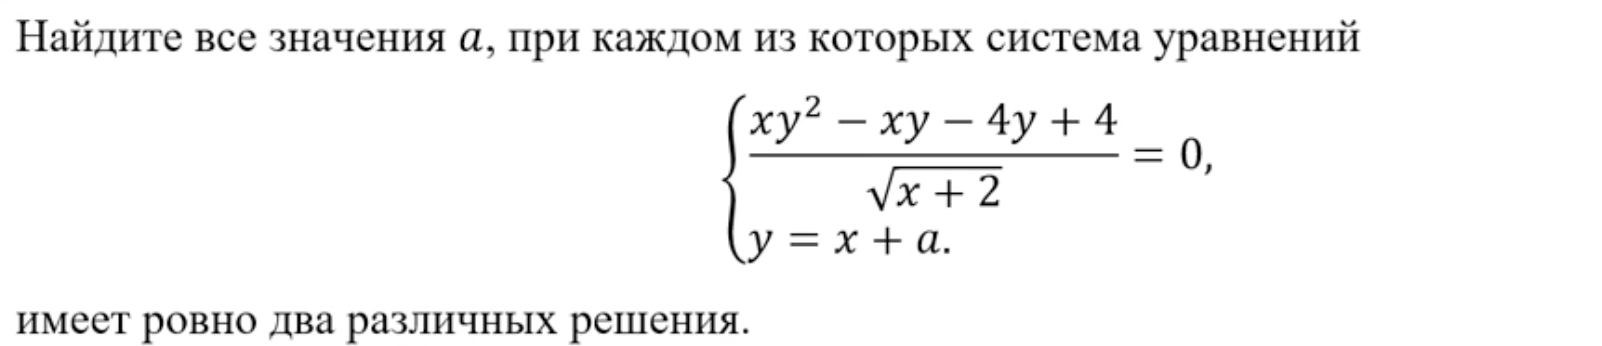 Найдите все значения a, при каждом из которых система уравнений
xy² − xy − 4y + 4
√x + 2
= 0,
y = x + a.
имеет ровно два различных решения.